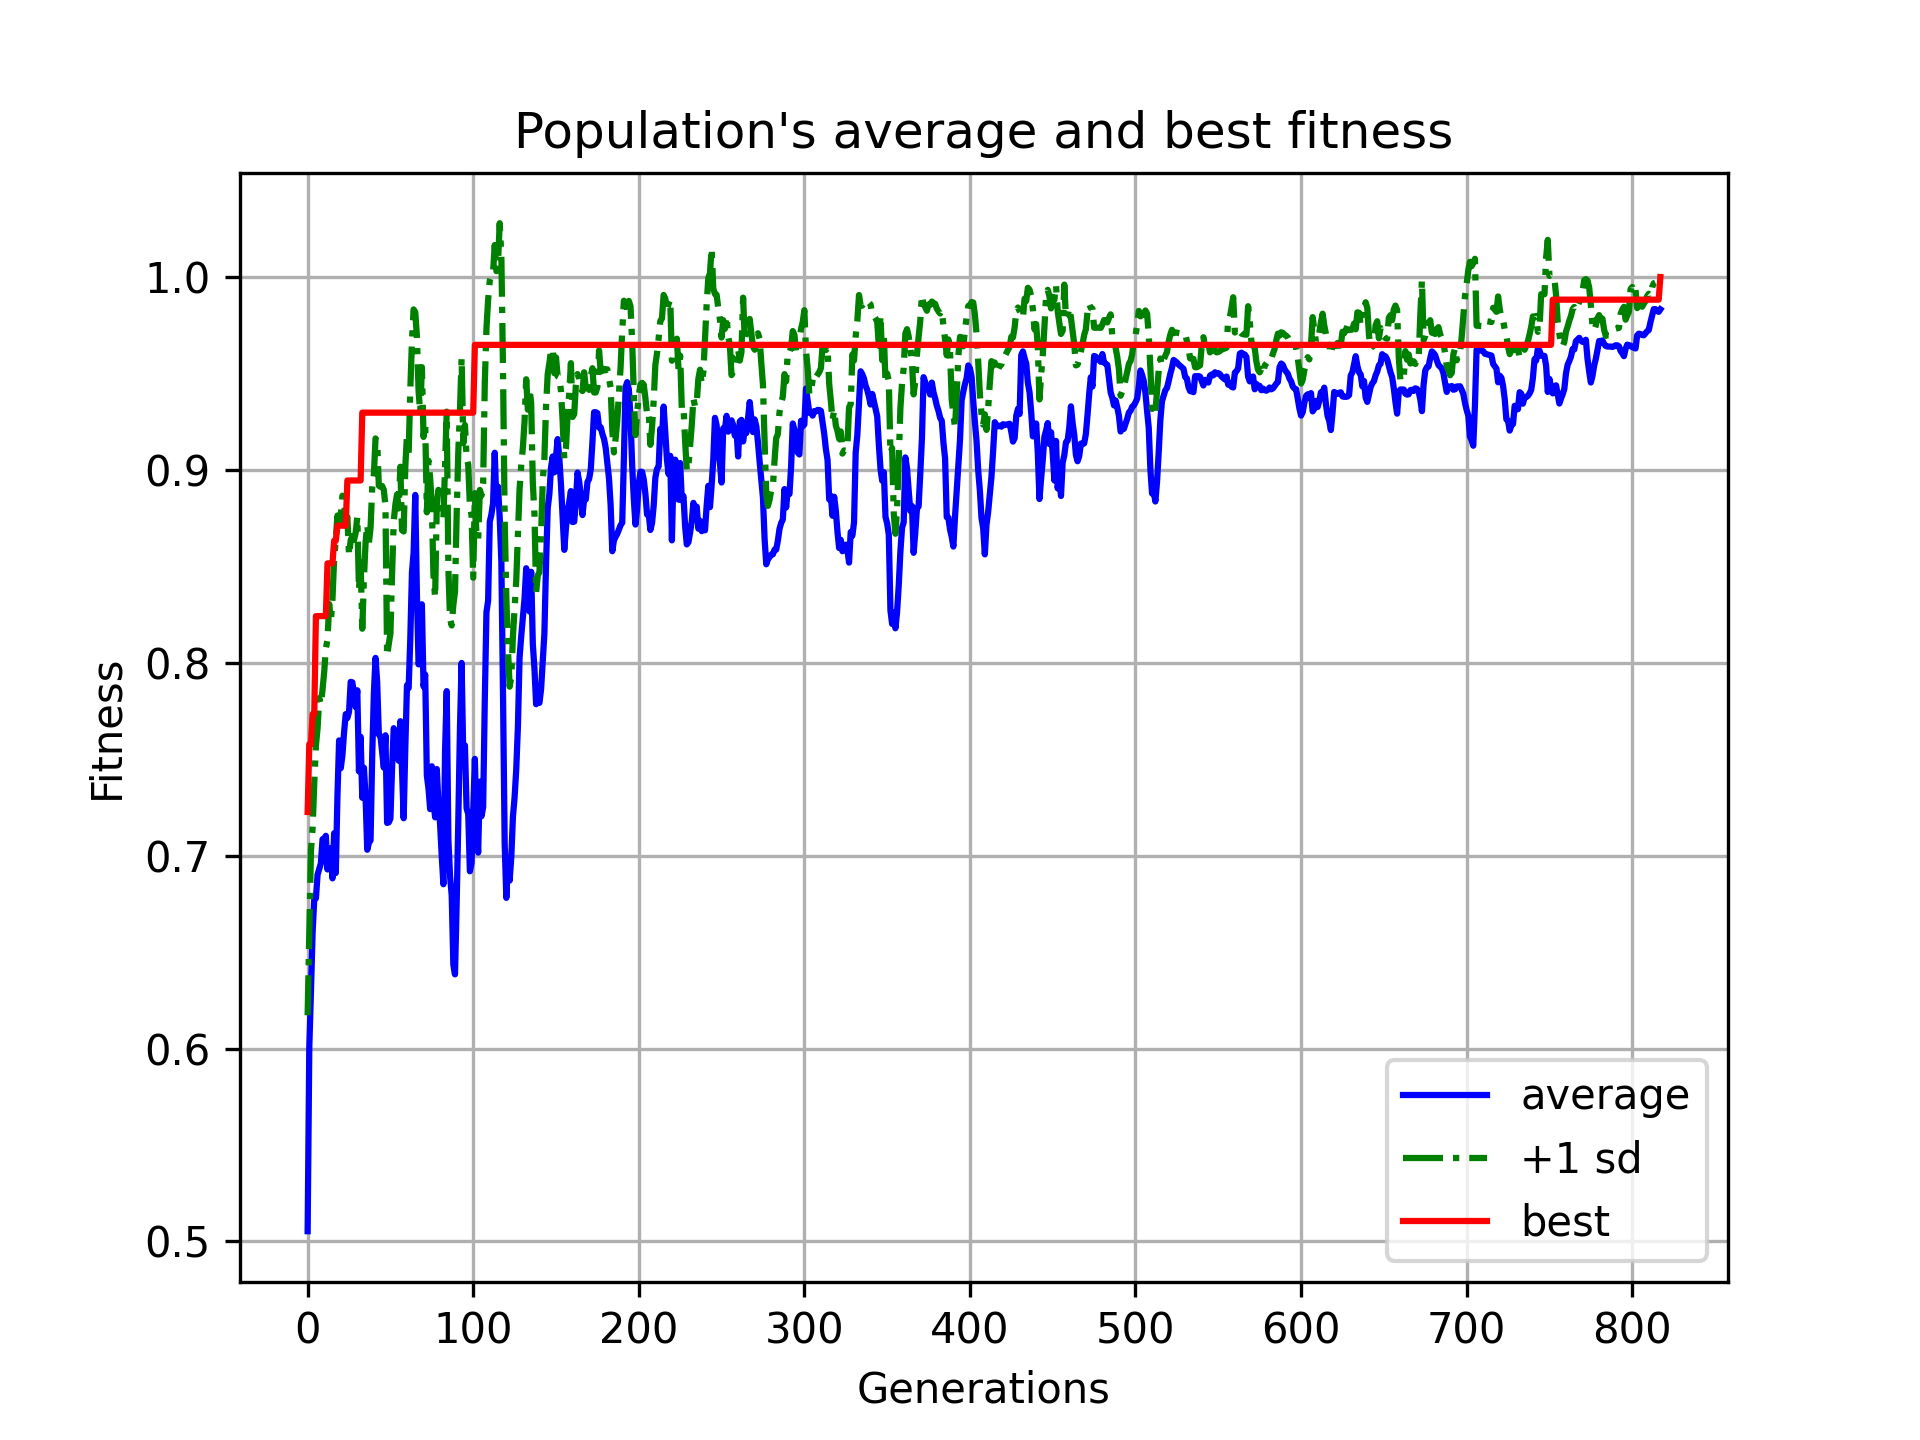 Population's average and best fitness
1.0
0.9
0.8
0.7
0.6
0.5
Fitness
0 100 200 300 400 500 600 700 800
Generations
average
+1 sd
best